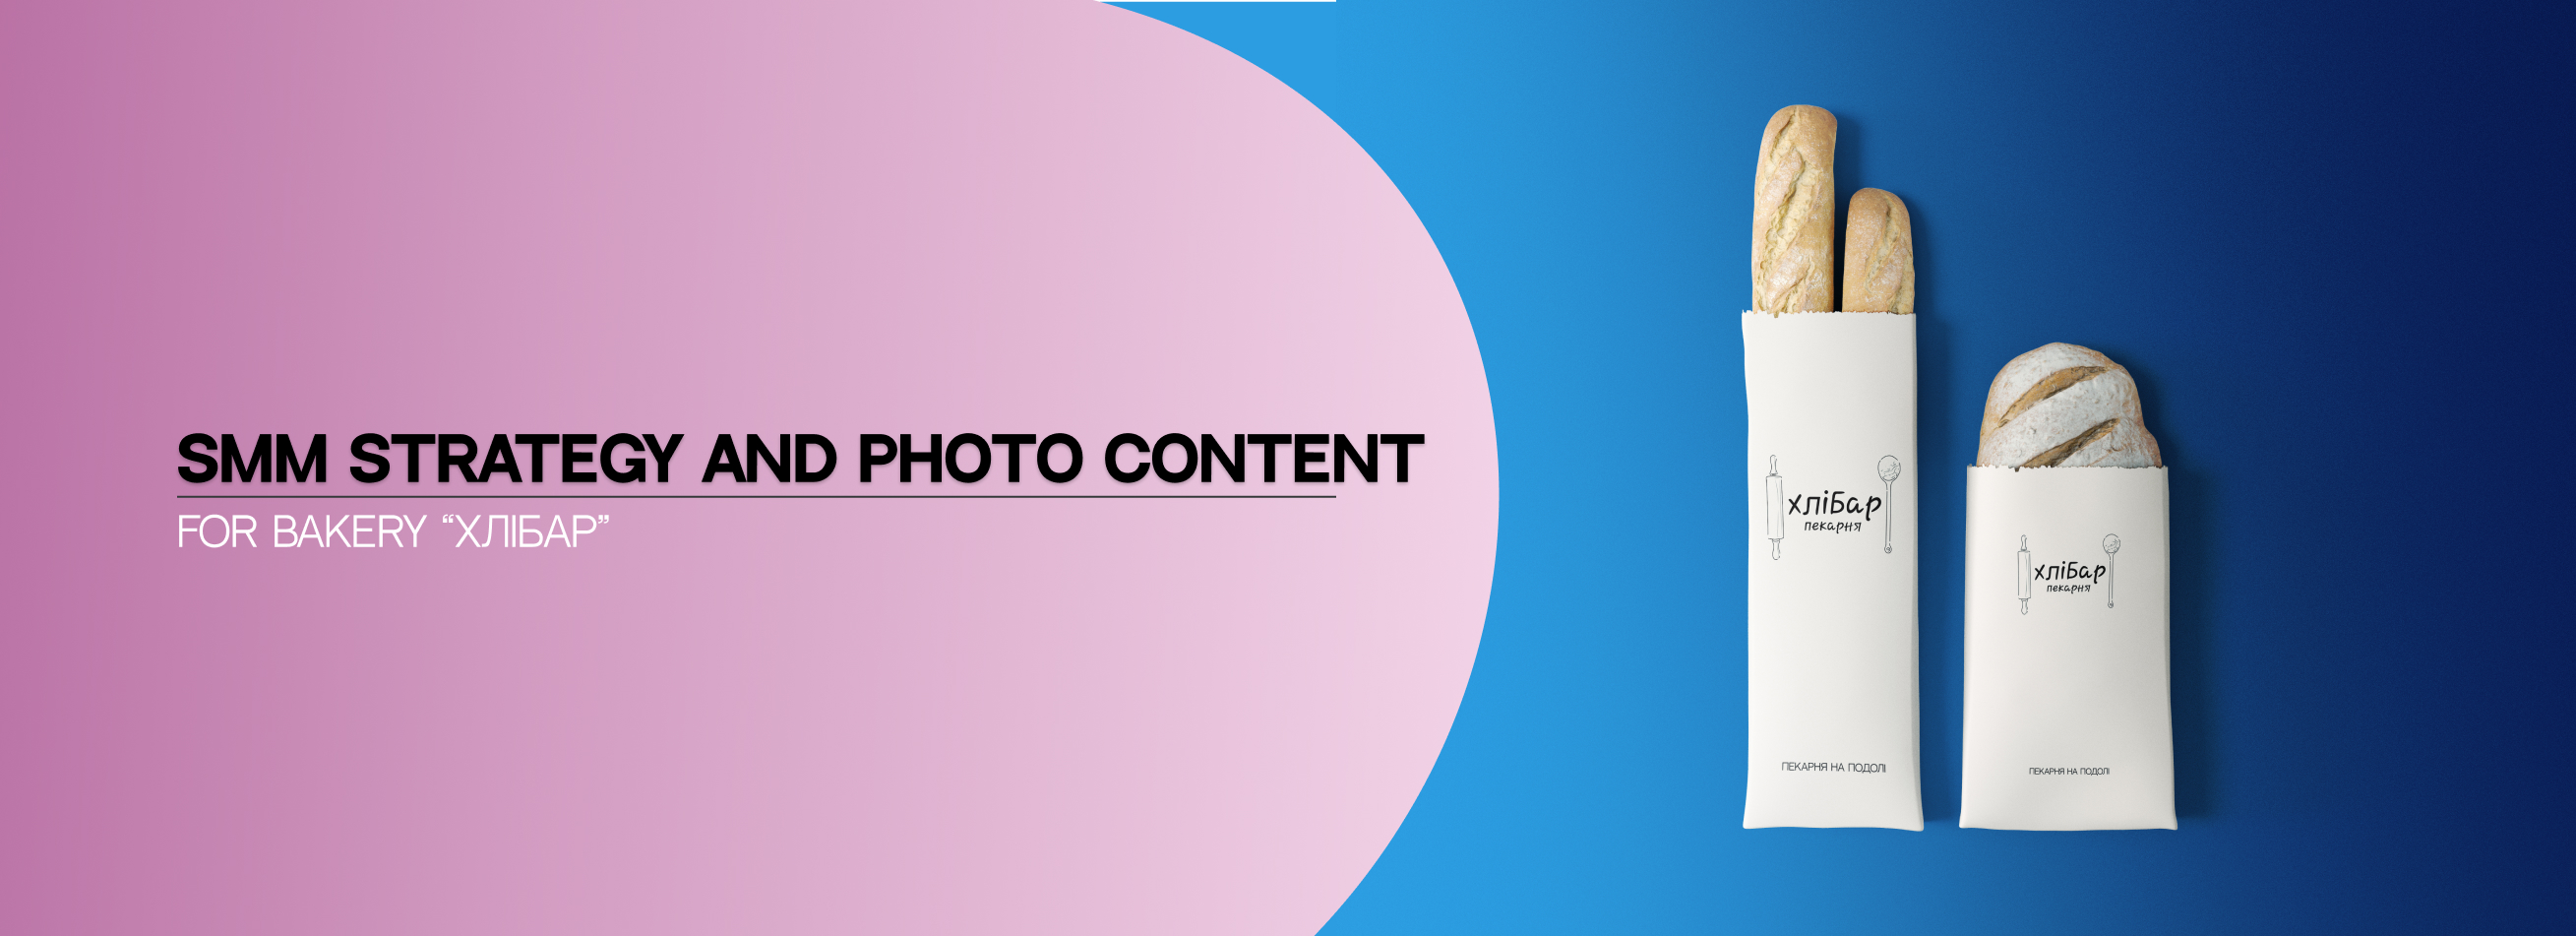 SMM STRATEGY AND PHOTO CONTENT
FOR BAKERY “ХЛІБАР”
хліБар
пекарня
ПЕКАРНЯ НА ПОДОЛІ
хліБар
пекарня
ПЕКАРНЯ НА ПОДОЛІ